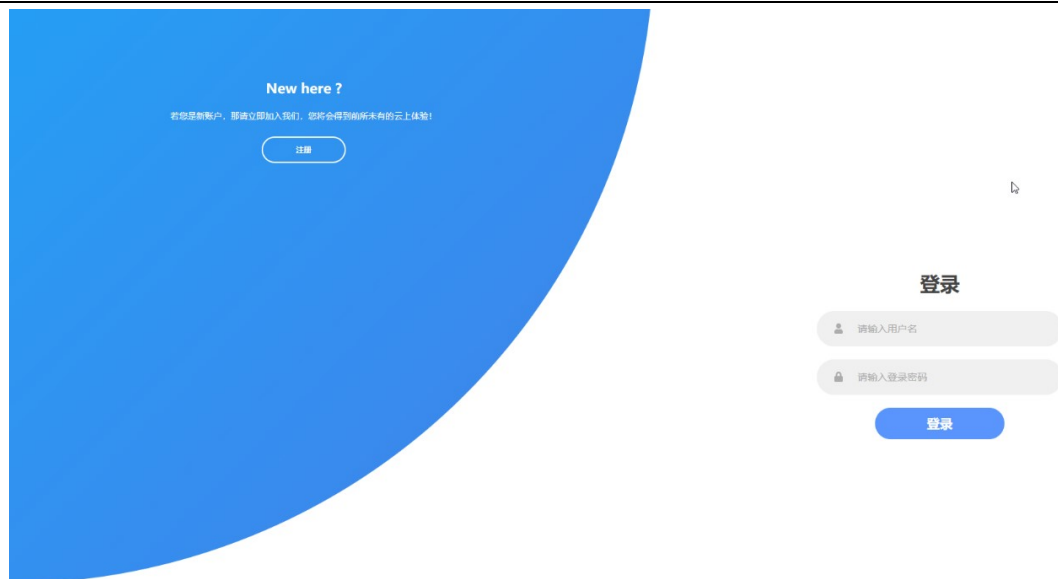 New here ?
若您是新账户，那请立即加入我们，您将会得到前所未有的云上体验！
注册
登录
请输入用户名
请输入登录密码
登录